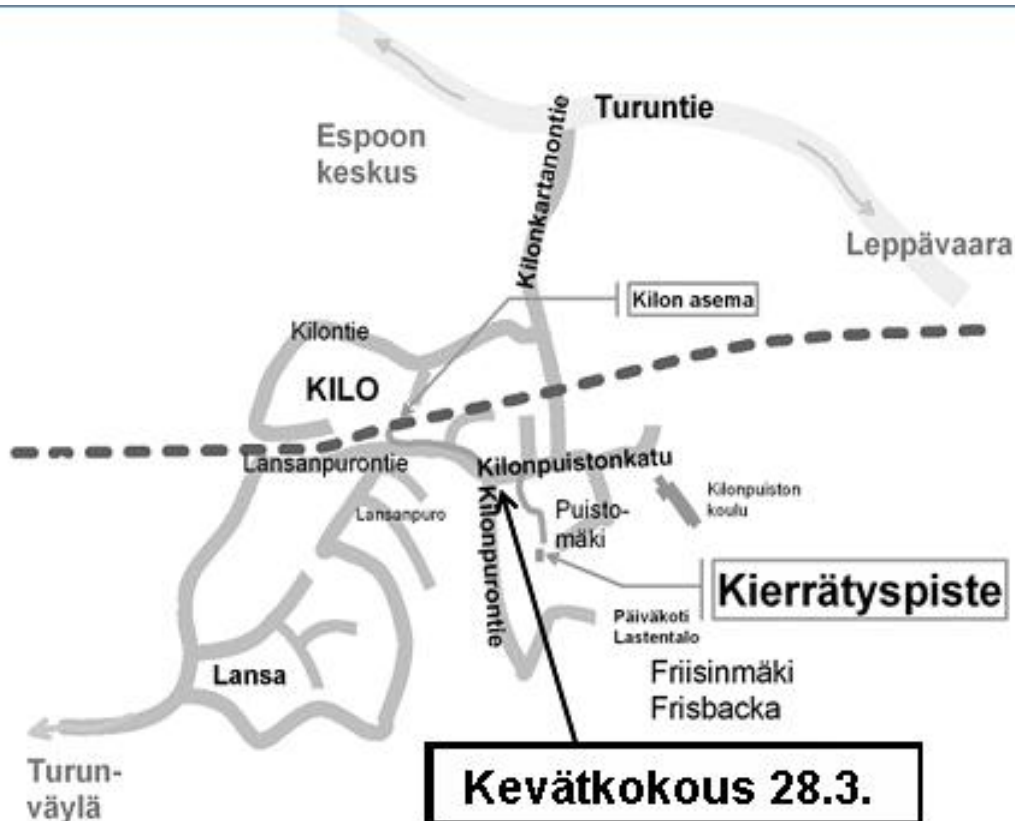 Turuntie
Espoon
keskus
Kilonkartanontie
Leppävaara
Kilon asema
Kilontie
KILO
Lansanpurontie
Kilonpuistonkatu
Kilonpuiston
koulu
Lansanpuro
Puisto-
mäki
Kilonpurontie
Kierrätyspiste
Päiväkoti
Lastentalo
Lansa
Friisinmäki
Frisbacka
Turun-
väylä
Kevätkokous 28.3.